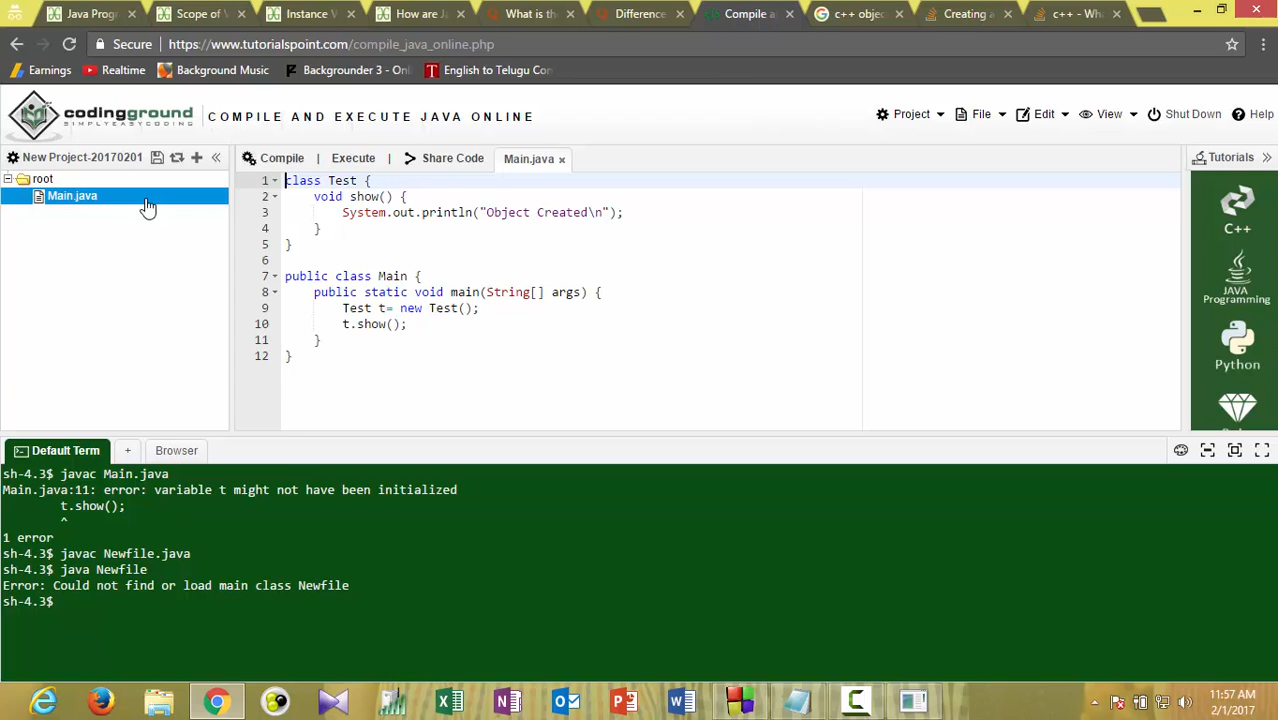 Java Prog
Scope of V
Instance V
How are J
What is th
Difference
Compile a
c++ objec
Creating a
c++ - Wh
Secure https://www.tutorialspoint.com/compile_java_online.php
Earnings Realtime Background Music Backgrounder 3 - Onl English to Telugu Con
codingground
SIMPLYEASYCODING
COMPILE AND EXECUTE JAVA ONLINE
Project File Edit View Shut Down Help
New Project-20170201
Compile | Execute | Share Code Main.java x Tutorials
root
Main.java
1 class Test {
2 void show() {
3 System.out.println("Object Created\n");
4 }
5 }
6
7 public class Main {
8 public static void main(String[] args) {
9 Test t= new Test();
10 t.show();
11 }
12 }
C++
JAVA
Programming
Python
Default Term + Browser
sh-4.3$ javac Main.java
Main.java:11: error: variable t might not have been initialized
t.show();
^
1 error
sh-4.3$ javac Newfile.java
sh-4.3$ java Newfile
Error: Could not find or load main class Newfile
sh-4.3$
11:57 AM
2/1/2017